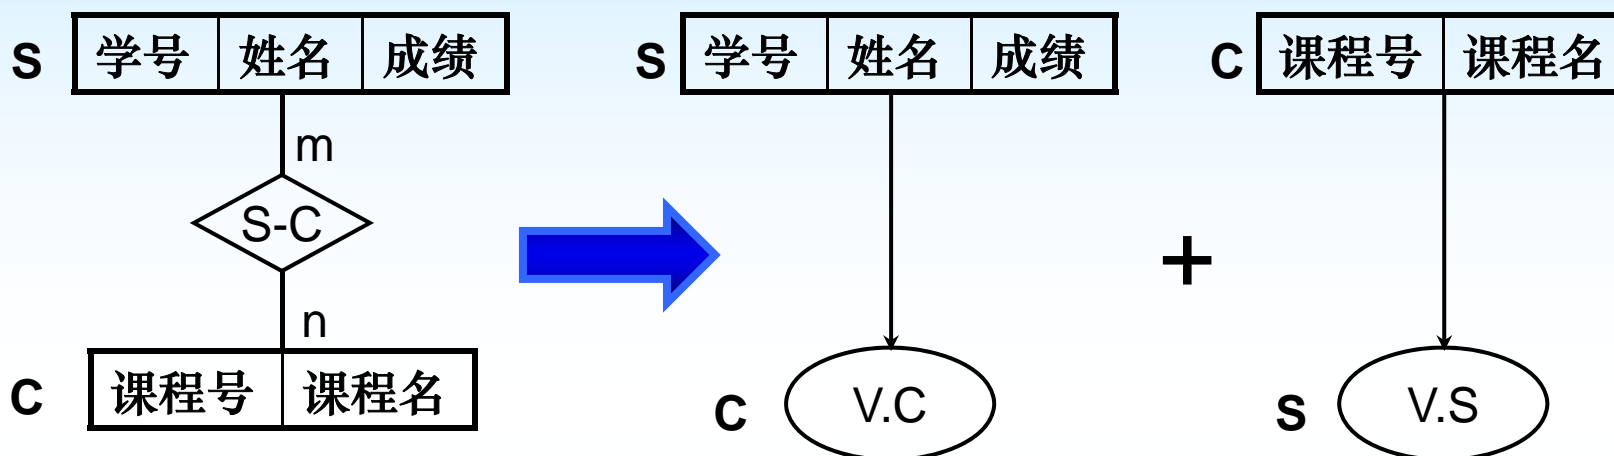 S 学号 姓名 成绩
m
S-C
n
C 课程号 课程名
S 学号 姓名 成绩
C V.C
+
C 课程号 课程名
S V.S